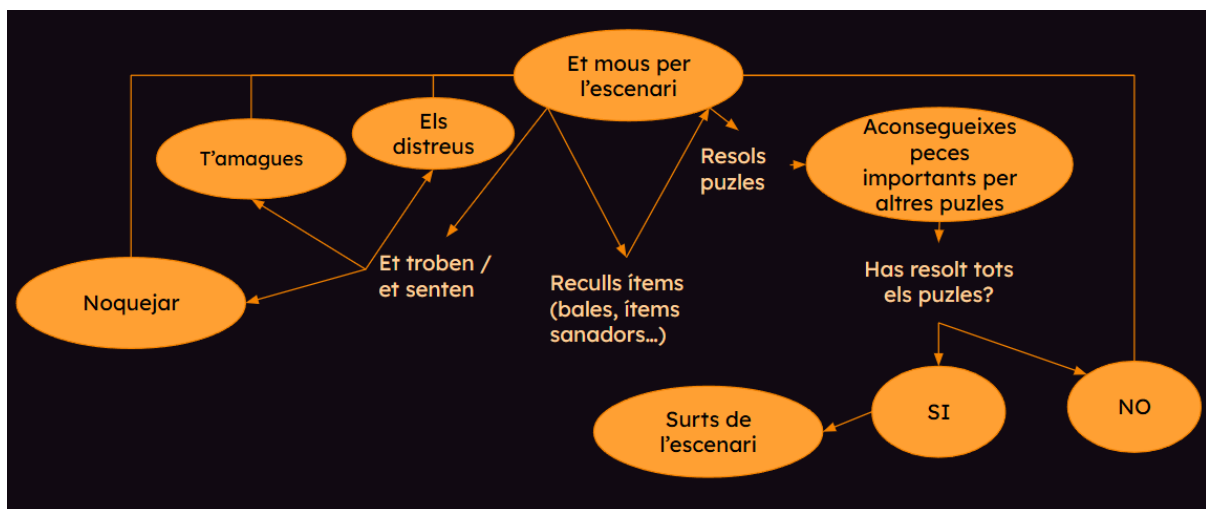 Et mous per
l'escenari
Els
distreus
T'amagues
Resols
puzles
Aconsegueixes
peces
importants per
altres puzles
Et troben /
et senten
Noquejar
Reculls ítems
(bales, ítems
sanadors...)
Has resolt tots
els puzles?
SI
NO
Surts de
l'escenari